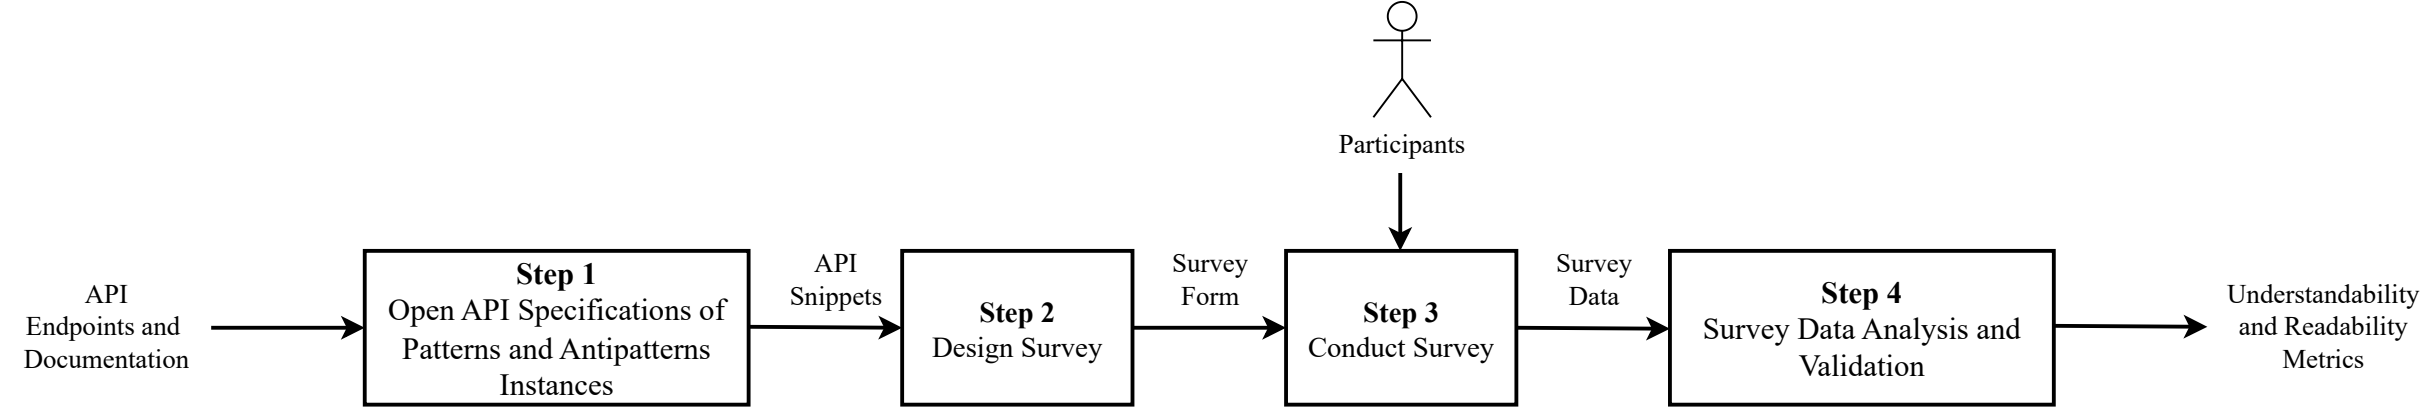 Participants
API
Endpoints and
Documentation
Step 1
Open API Specifications of
Patterns and Antipatterns
Instances
API
Snippets
Step 2
Design Survey
Survey
Form
Step 3
Conduct Survey
Survey
Data
Step 4
Survey Data Analysis and
Validation
Understandability
and Readability
Metrics